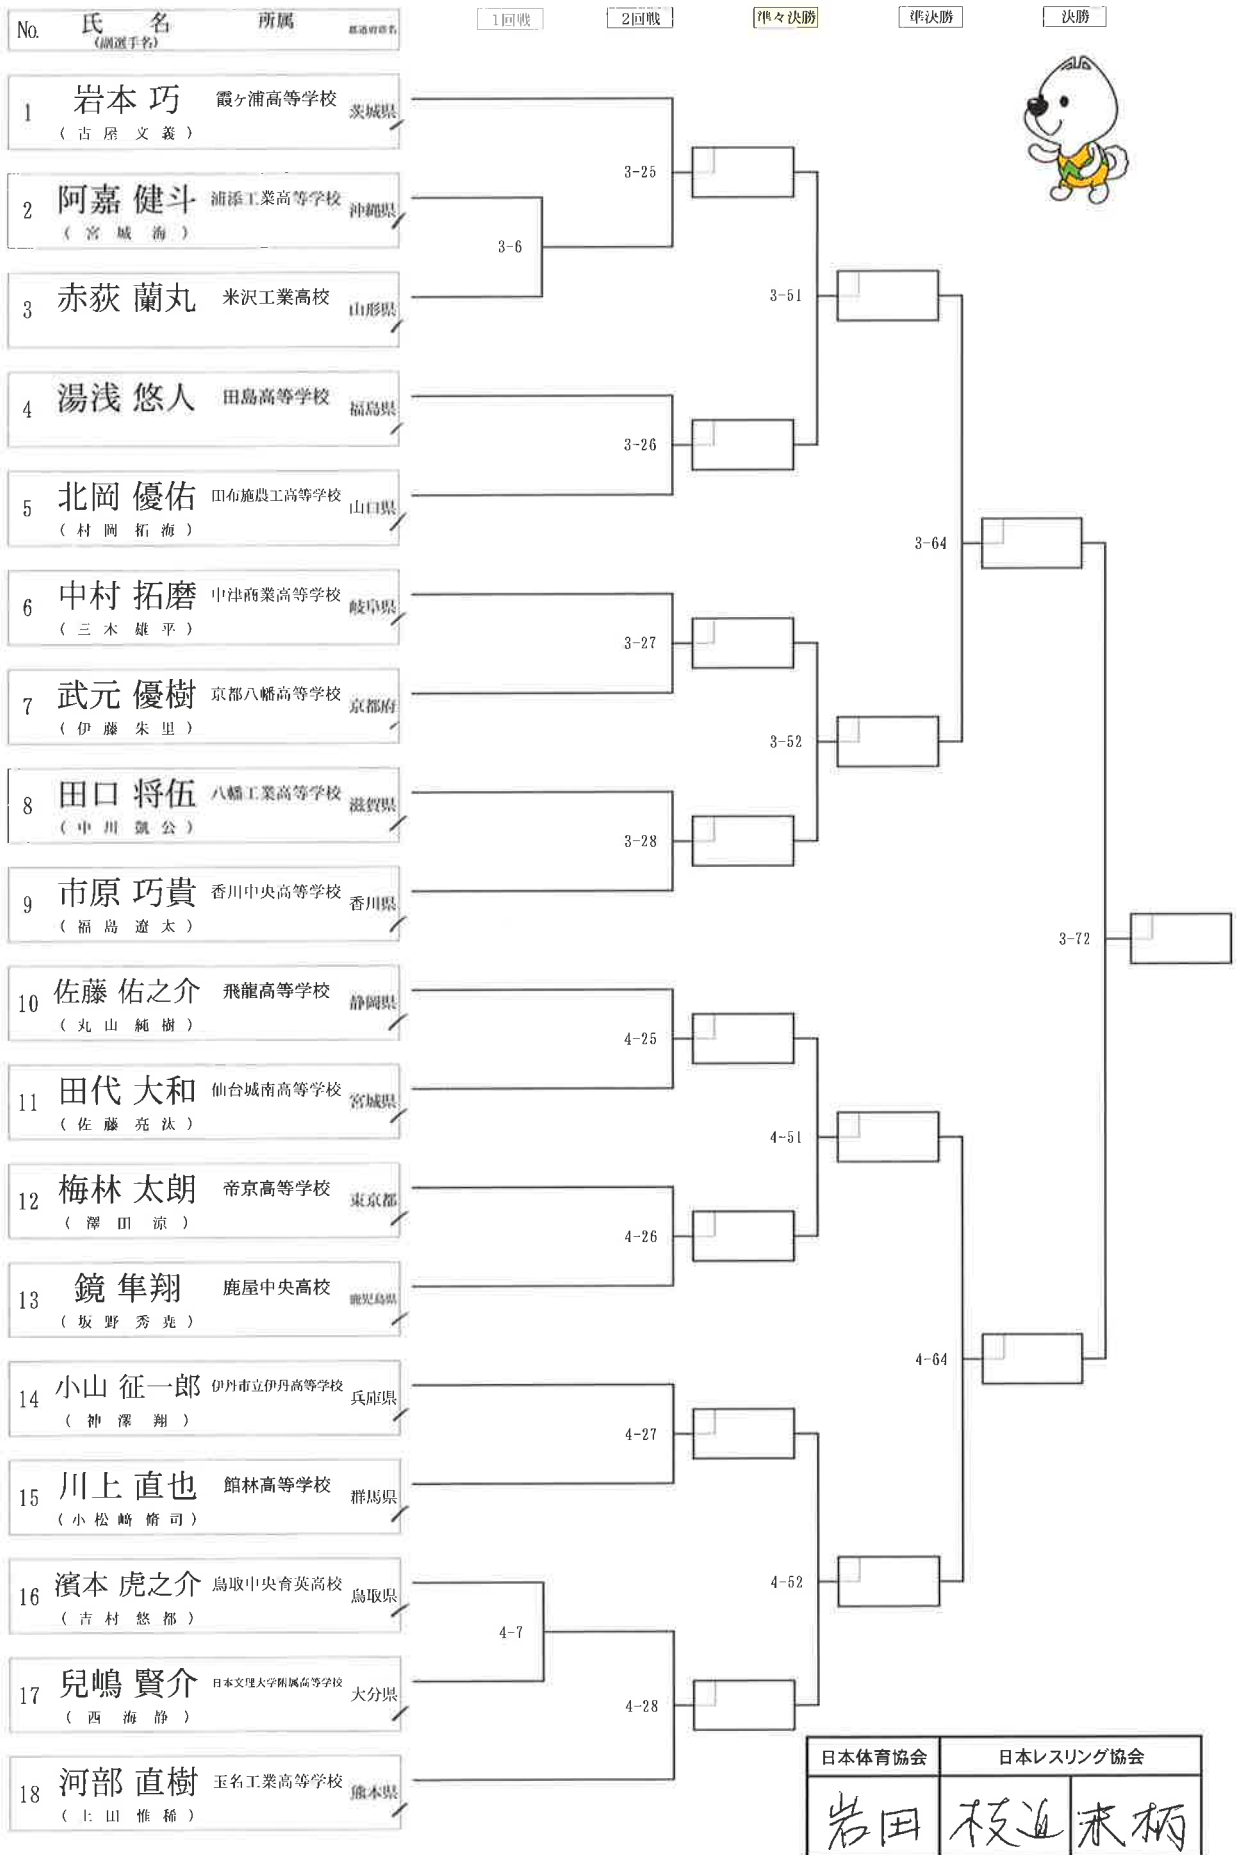 No. 氏名 所属 都道府県名 1回戦 2回戦 準々決勝 準決勝 決勝
(副選手名)
1 岩本 巧 霞ヶ浦高等学校 茨城県
(古屋文義)
3-25
2 阿嘉 健斗 浦添工業高等学校 沖縄県
(宮城海)
3-6
3 赤荻 蘭丸 米沢工業高校 山形県
3-51
4 湯浅 悠人 田島高等学校 福島県
3-26
5 北岡 優佑 田布施農工高等学校 山口県
(村岡拓海)
3-64
6 中村 拓磨 中津商業高等学校 岐阜県
(三木雄平)
3-27
7 武元 優樹 京都八幡高等学校 京都府
(伊藤朱里)
3-52
8 田口 将伍 八幡工業高等学校 滋賀県
(中川凱公)
3-28
9 市原 巧貴 香川中央高等学校 香川県
(福島遼太)
3-72
10 佐藤 佑之介 飛龍高等学校 静岡県
(丸山純樹)
4-25
11 田代 大和 仙台城南高等学校 宮城県
(佐藤亮汰)
4-51
12 梅林 太朗 帝京高等学校 東京都
(澤田涼)
4-26
13 鏡 隼翔 鹿屋中央高校 鹿児島県
(坂野秀尭)
4-64
14 小山 征一郎 伊丹市立伊丹高等学校 兵庫県
(神澤翔)
4-27
15 川上 直也 館林高等学校 群馬県
(小松﨑脩司)
4-52
16 濱本 虎之介 鳥取中央育英高校 鳥取県
(吉村悠都)
4-7
17 兒嶋 賢介 日本文理大学附属高等学校 大分県
(西海静)
4-28
18 河部 直樹 玉名工業高等学校 熊本県
(上田惟稀)
日本体育協会 日本レスリング協会
岩田 枝迫 末柄